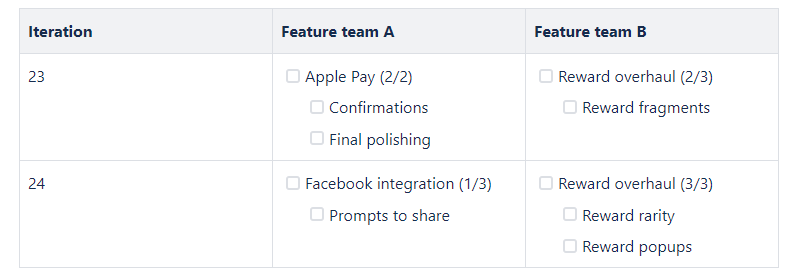 Iteration Feature team A Feature team B
23 Apple Pay (2/2) Reward overhaul (2/3)
Confirmations Reward fragments
Final polishing
24 Facebook integration (1/3) Reward overhaul (3/3)
Prompts to share Reward rarity
Reward popups